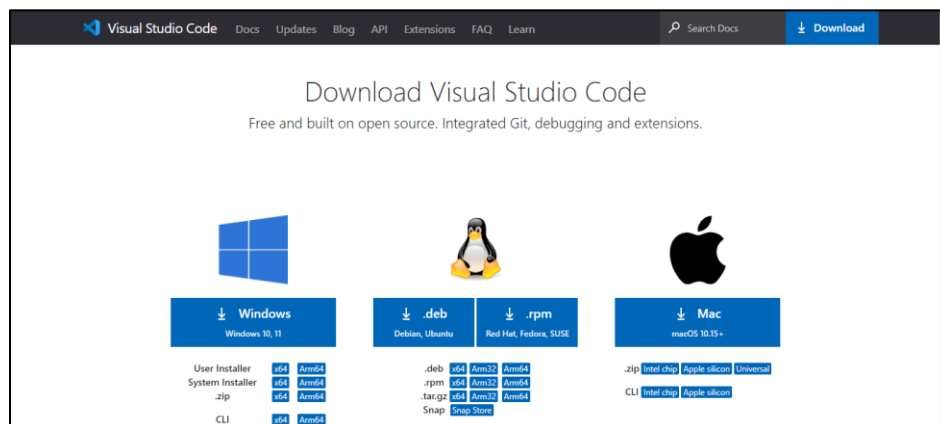 Visual Studio Code Docs Updates Blog API Extensions FAQ Learn Search Docs Download
Download Visual Studio Code
Free and built on open source. Integrated Git, debugging and extensions.
Windows
Windows 10, 11
User Installer x64 Arm64
System Installer x64 Arm64
.zip x64 Arm64
CLI x64 Arm64
.deb
Debian, Ubuntu
.rpm
Red Hat, Fedora, SUSE
.deb x64 Arm32 Arm64
.rpm x64 Arm32 Arm64
.tar.gz x64 Arm32 Arm64
Snap Snap Store
Mac
macOS 10.15+
.zip Intel chip Apple silicon Universal
CLI Intel chip Apple silicon